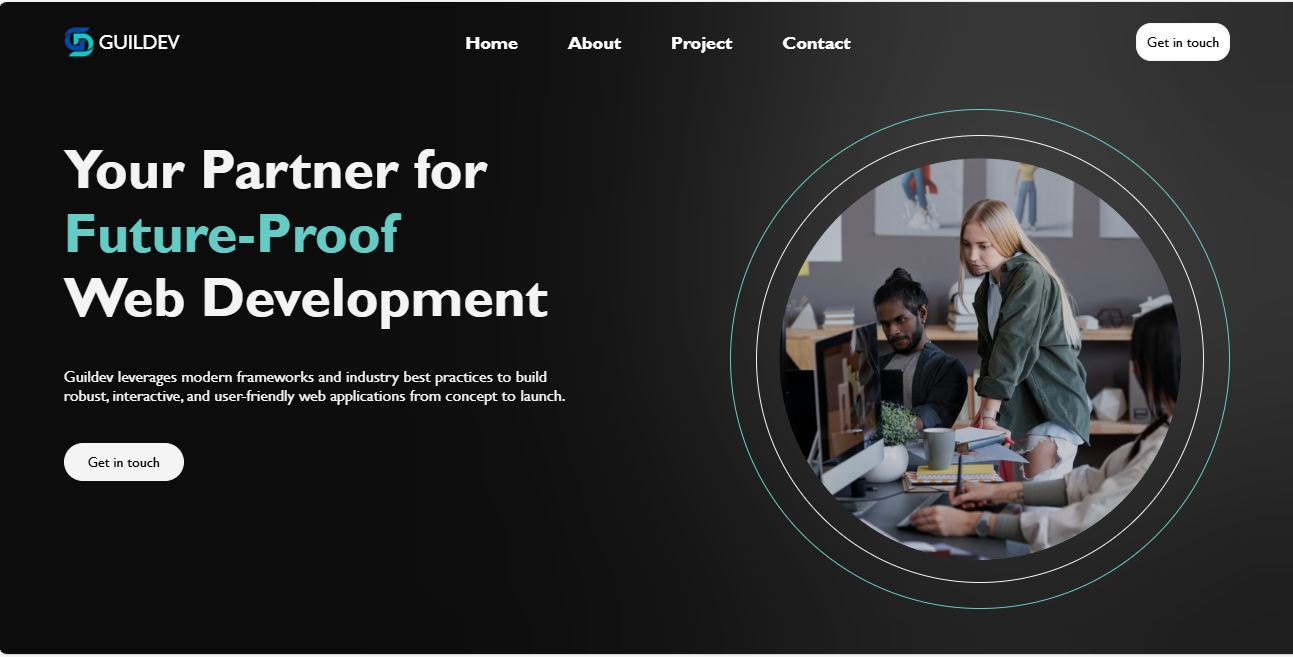 GUILDEV
Home
About
Project
Contact
Get in touch
Your Partner for
Future-Proof
Web Development
Guildev leverages modern frameworks and industry best practices to build
robust, interactive, and user-friendly web applications from concept to launch.
Get in touch